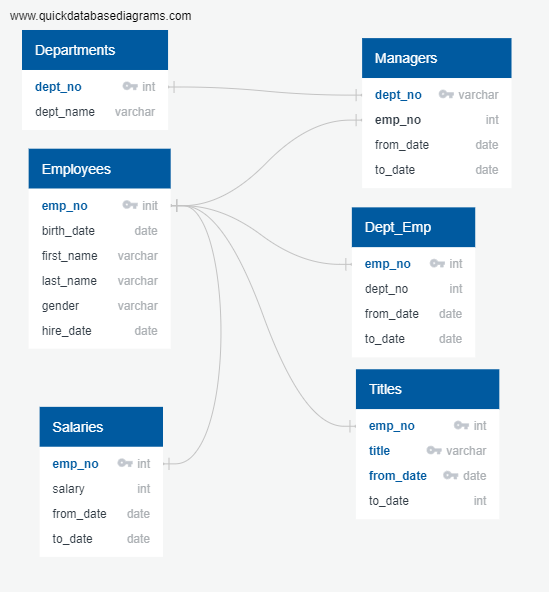 www.quickdatabasediagrams.com
Departments
dept_no int
dept_name varchar
Managers
dept_no varchar
emp_no int
from_date date
to_date date
Employees
emp_no init
birth_date date
first_name varchar
last_name varchar
gender varchar
hire_date date
Dept_Emp
emp_no int
dept_no int
from_date date
to_date date
Titles
emp_no int
title varchar
from_date date
to_date int
Salaries
emp_no int
salary int
from_date date
to_date date